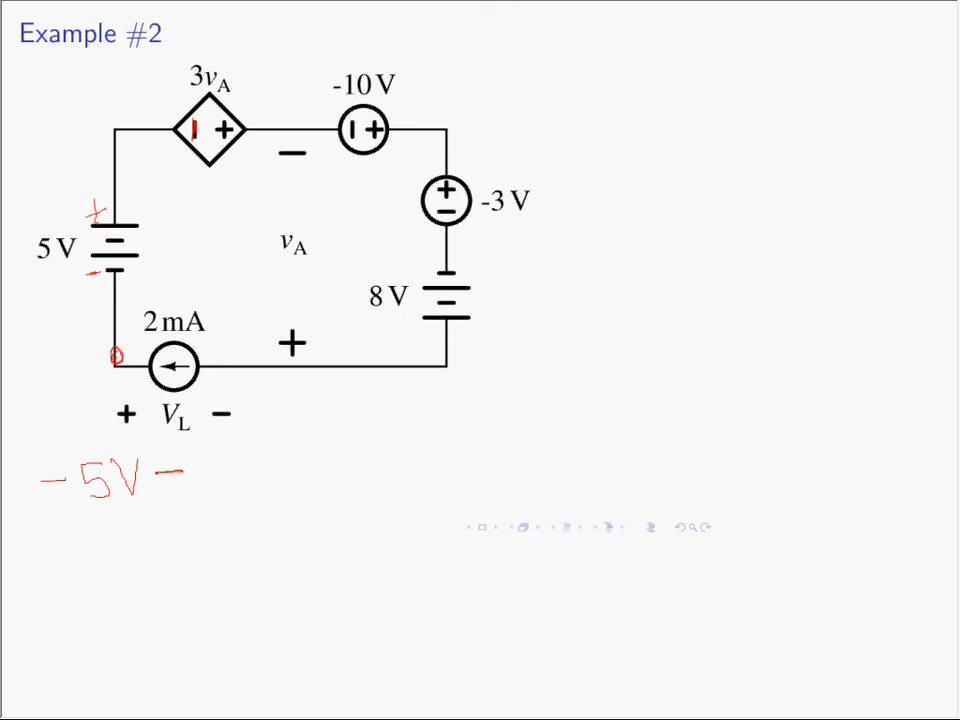 Example #2
3vA
-10 V
+
+
−
+
−
-3 V
+
−
5 V
vA
8 V
2 mA
+
+ VL −
− 5V −